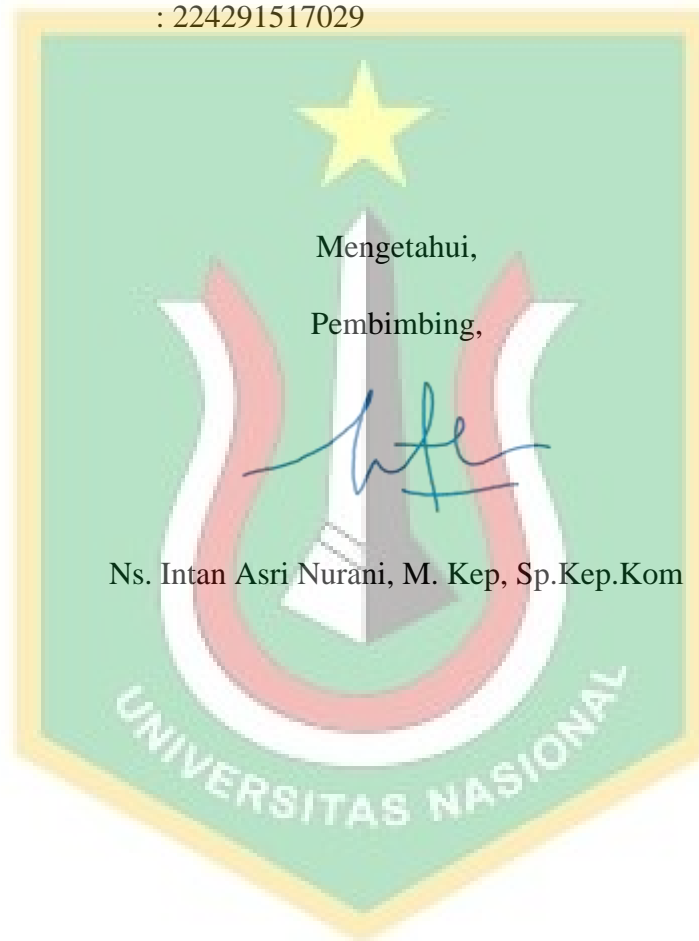 : 224291517029
Mengetahui,
Pembimbing,
Ns. Intan Asri Nurani, M. Kep, Sp.Kep.Kom
UNIVERSITAS NASIONAL